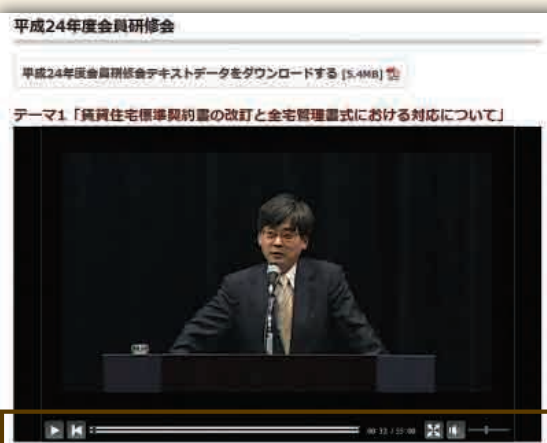 平成24年度会員研修会
平成24年度会員研修会テキストデータをダウンロードする [5.4MB]
テーマ1「賃貸住宅標準契約書の改訂と全宅管理書式における対応について」